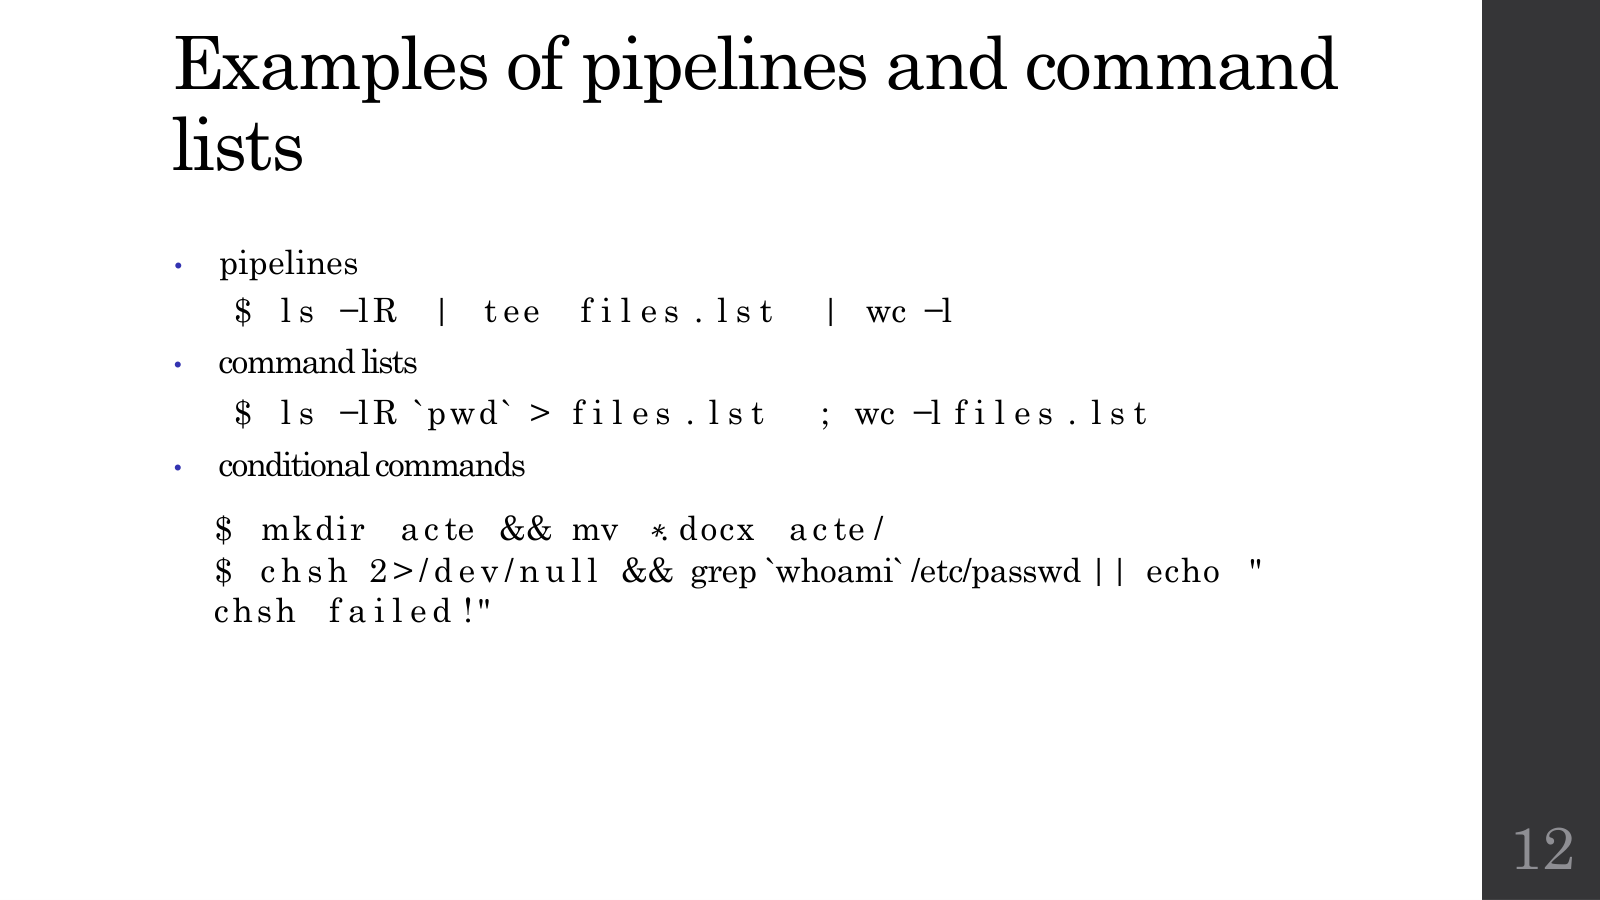 Examples of pipelines and command
lists
• pipelines
$ ls −lR | tee files.lst | wc −l
• command lists
$ ls −lR `pwd` > files.lst ; wc −l files.lst
• conditional commands
$ mkdir acte && mv *.docx acte/
$ chsh 2>/dev/null && grep `whoami` /etc/passwd || echo "
chsh failed!"
12